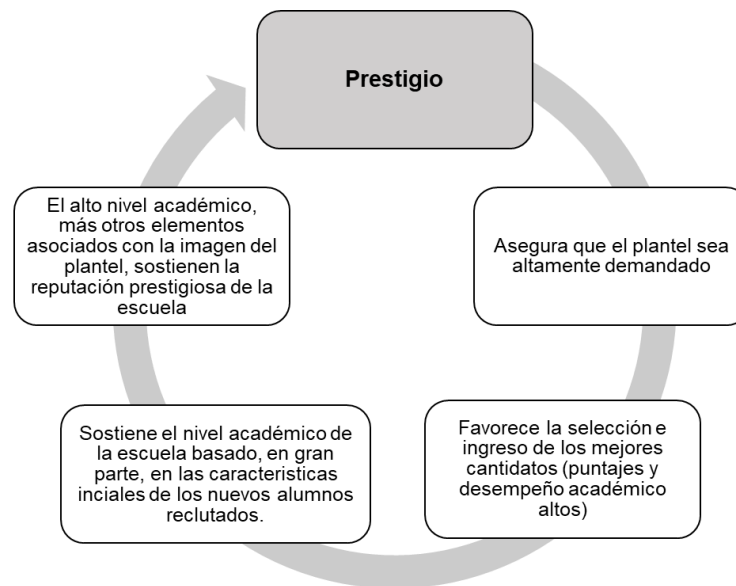 Prestigio
Asegura que el plantel sea
altamente demandado
Favorece la selección e
ingreso de los mejores
cantidatos (puntajes y
desempeño académico
altos)
Sostiene el nivel académico de
la escuela basado, en gran
parte, en las caracteristicas
inciales de los nuevos alumnos
reclutados.
El alto nivel académico,
más otros elementos
asociados con la imagen del
plantel, sostienen la
reputación prestigiosa de la
escuela